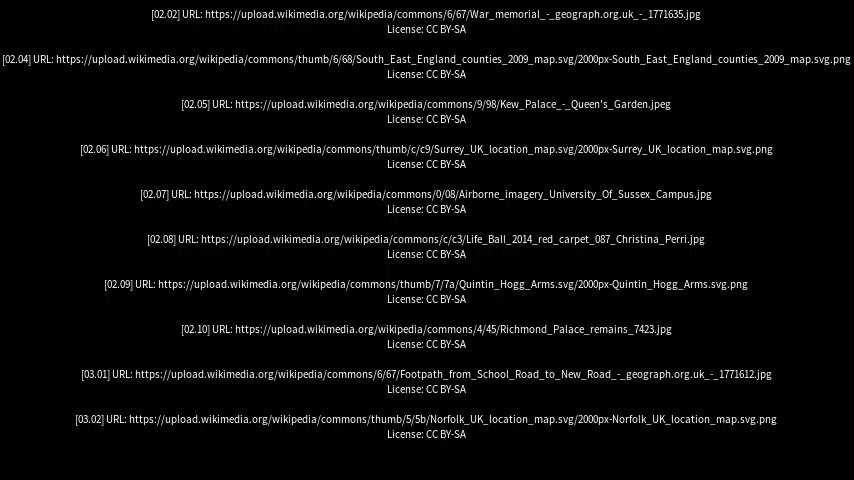 [02.02] URL: https://upload.wikimedia.org/wikipedia/commons/6/67/War_memorial_-_geograph.org.uk_-_1771635.jpg
License: CC BY-SA
[02.04] URL: https://upload.wikimedia.org/wikipedia/commons/thumb/6/68/South_East_England_counties_2009_map.svg/2000px-South_East_England_counties_2009_map.svg.png
License: CC BY-SA
[02.05] URL: https://upload.wikimedia.org/wikipedia/commons/9/98/Kew_Palace_-_Queen's_Garden.jpeg
License: CC BY-SA
[02.06] URL: https://upload.wikimedia.org/wikipedia/commons/thumb/c/c9/Surrey_UK_location_map.svg/2000px-Surrey_UK_location_map.svg.png
License: CC BY-SA
[02.07] URL: https://upload.wikimedia.org/wikipedia/commons/0/08/Airborne_imagery_University_Of_Sussex_Campus.jpg
License: CC BY-SA
[02.08] URL: https://upload.wikimedia.org/wikipedia/commons/c/c3/Life_Ball_2014_red_carpet_087_Christina_Perri.jpg
License: CC BY-SA
[02.09] URL: https://upload.wikimedia.org/wikipedia/commons/thumb/7/7a/Quintin_Hogg_Arms.svg/2000px-Quintin_Hogg_Arms.svg.png
License: CC BY-SA
[02.10] URL: https://upload.wikimedia.org/wikipedia/commons/4/45/Richmond_Palace_remains_7423.jpg
License: CC BY-SA
[03.01] URL: https://upload.wikimedia.org/wikipedia/commons/6/67/Footpath_from_School_Road_to_New_Road_-_geograph.org.uk_-_1771612.jpg
License: CC BY-SA
[03.02] URL: https://upload.wikimedia.org/wikipedia/commons/thumb/5/5b/Norfolk_UK_location_map.svg/2000px-Norfolk_UK_location_map.svg.png
License: CC BY-SA